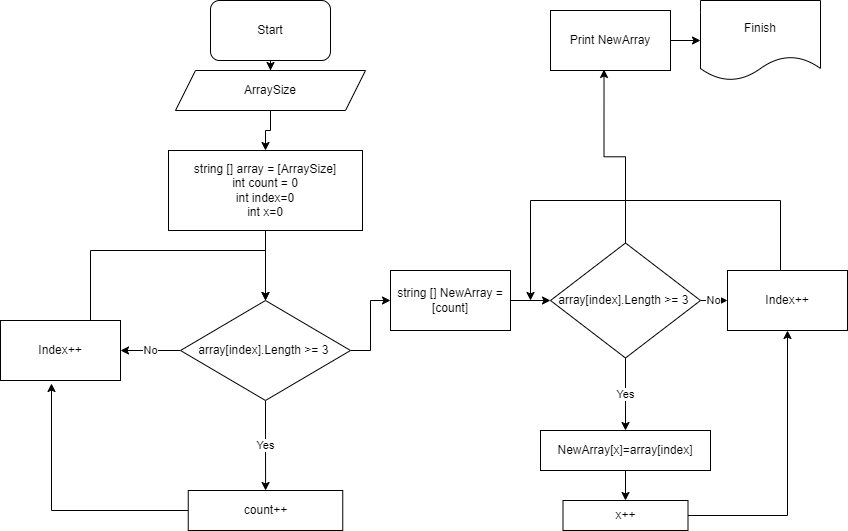 Start
ArraySize
string [] array = [ArraySize]
int count = 0
int index=0
int x=0
array[index].Length >= 3
No
Index++
Yes
count++
string [] NewArray =
[count]
array[index].Length >= 3
No
Index++
Yes
NewArray[x]=array[index]
x++
Print NewArray
Finish